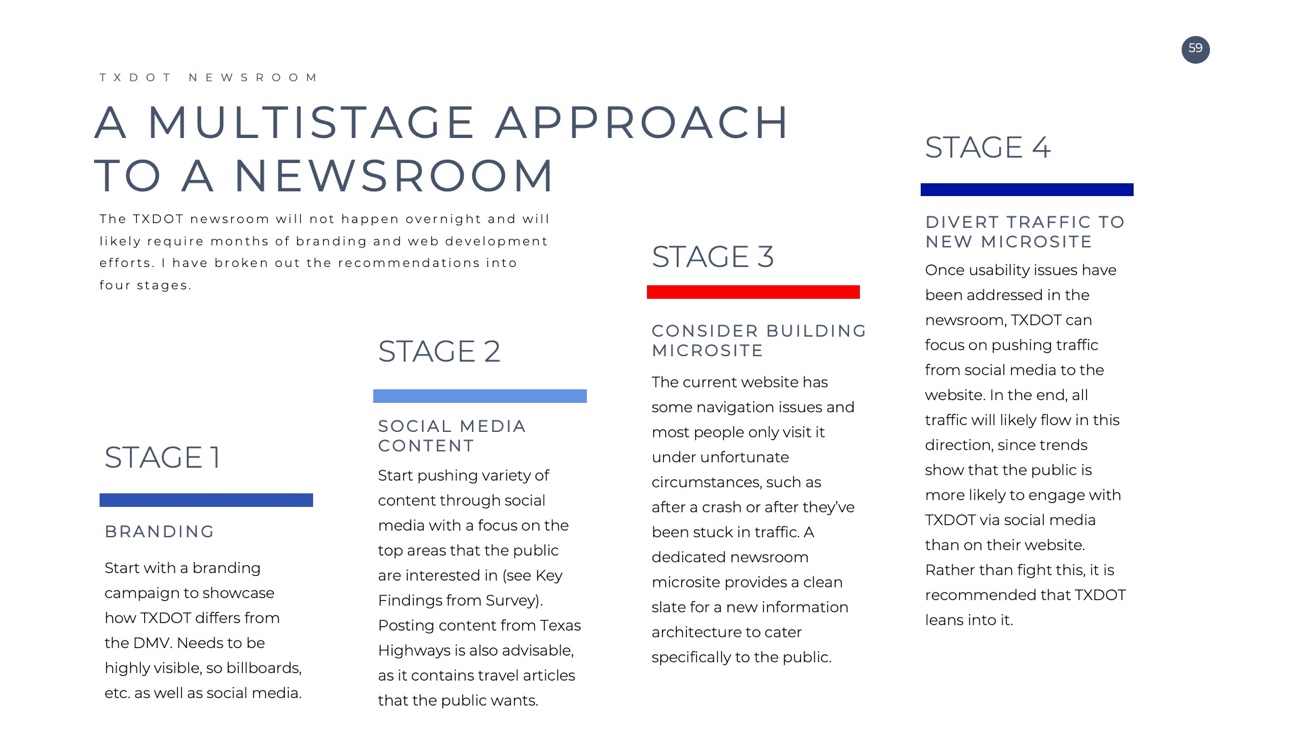 59
TXDOT NEWSROOM
A MULTISTAGE APPROACH
TO A NEWSROOM
The TXDOT newsroom will not happen overnight and will
likely require months of branding and web development
efforts. I have broken out the recommendations into
four stages.
STAGE 1
BRANDING
Start with a branding
campaign to showcase
how TXDOT differs from
the DMV. Needs to be
highly visible, so billboards,
etc. as well as social media.
STAGE 2
SOCIAL MEDIA
CONTENT
Start pushing variety of
content through social
media with a focus on the
top areas that the public
are interested in (see Key
Findings from Survey).
Posting content from Texas
Highways is also advisable,
as it contains travel articles
that the public wants.
STAGE 3
CONSIDER BUILDING
MICROSITE
The current website has
some navigation issues and
most people only visit it
under unfortunate
circumstances, such as
after a crash or after they’ve
been stuck in traffic. A
dedicated newsroom
microsite provides a clean
slate for a new information
architecture to cater
specifically to the public.
STAGE 4
DIVERT TRAFFIC TO
NEW MICROSITE
Once usability issues have
been addressed in the
newsroom, TXDOT can
focus on pushing traffic
from social media to the
website. In the end, all
traffic will likely flow in this
direction, since trends
show that the public is
more likely to engage with
TXDOT via social media
than on their website.
Rather than fight this, it is
recommended that TXDOT
leans into it.